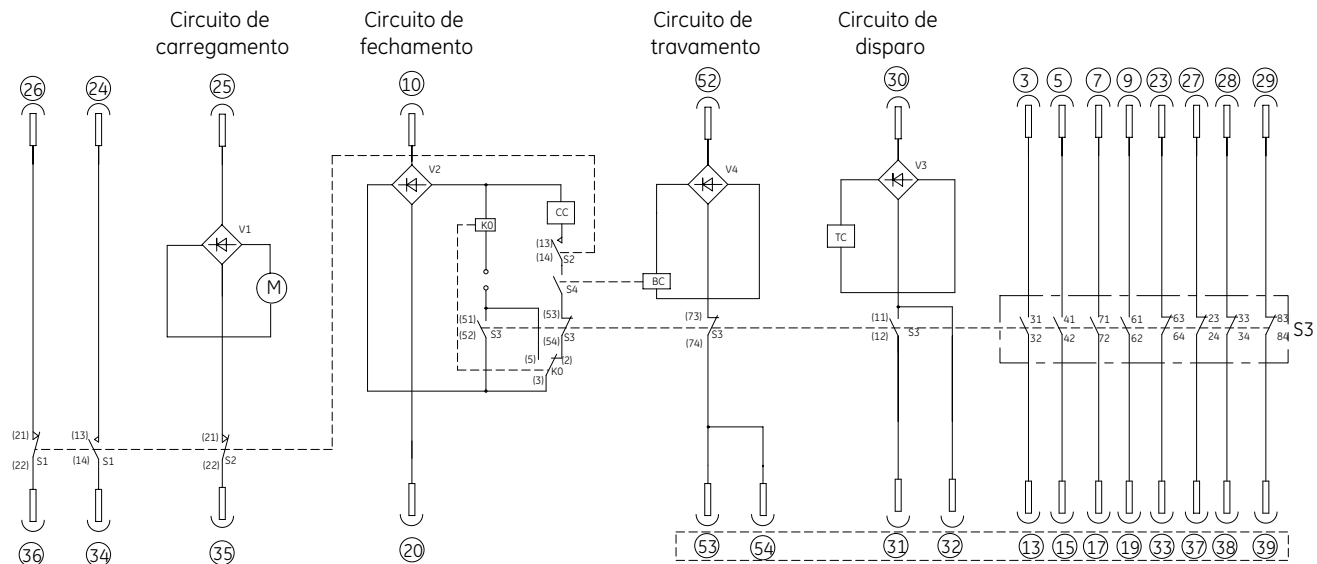 Circuito de
carregamento
Circuito de
fechamento
Circuito de
travamento
Circuito de
disparo
26 24 25 10 52 30 3 5 7 9 23 27 28 29
V2 V4 V3
V1
M
K0
CC
(13)
(14) S2
S4
BC
TC
(51) (53) (73) (11) 31 41 71 61 63 23 33 83
(52) S3 (54) S3 (74) S3 (12) S3 32 42 72 62 64 24 34 84 S3
(5) (2)
(3) K0
(21) (13) (21)
(22) S1 (14) S1 (22) S2
36 34 35 20 53 54 31 32 13 15 17 19 33 37 38 39